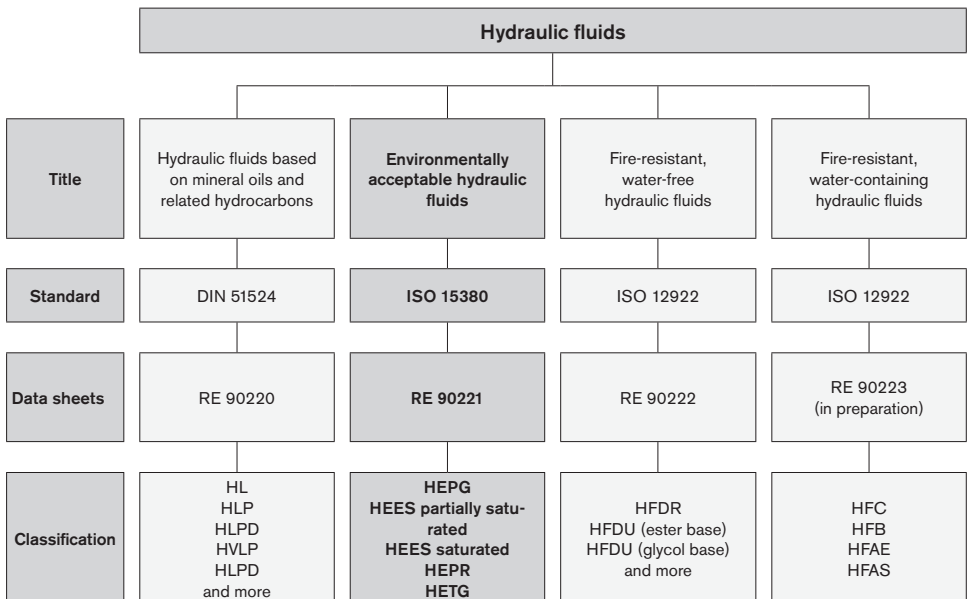 Hydraulic fluids
Title
Hydraulic fluids based
on mineral oils and
related hydrocarbons
Environmentally
acceptable hydraulic
fluids
Fire-resistant,
water-free
hydraulic fluids
Fire-resistant,
water-containing
hydraulic fluids
Standard
DIN 51524
ISO 15380
ISO 12922
ISO 12922
Data sheets
RE 90220
RE 90221
RE 90222
RE 90223
(in preparation)
Classification
HL
HLP
HLPD
HVLP
HLPD
and more
HEPG
HEES partially satu-
rated
HEES saturated
HEPR
HETG
HFDR
HFDU (ester base)
HFDU (glycol base)
and more
HFC
HFB
HFAE
HFAS